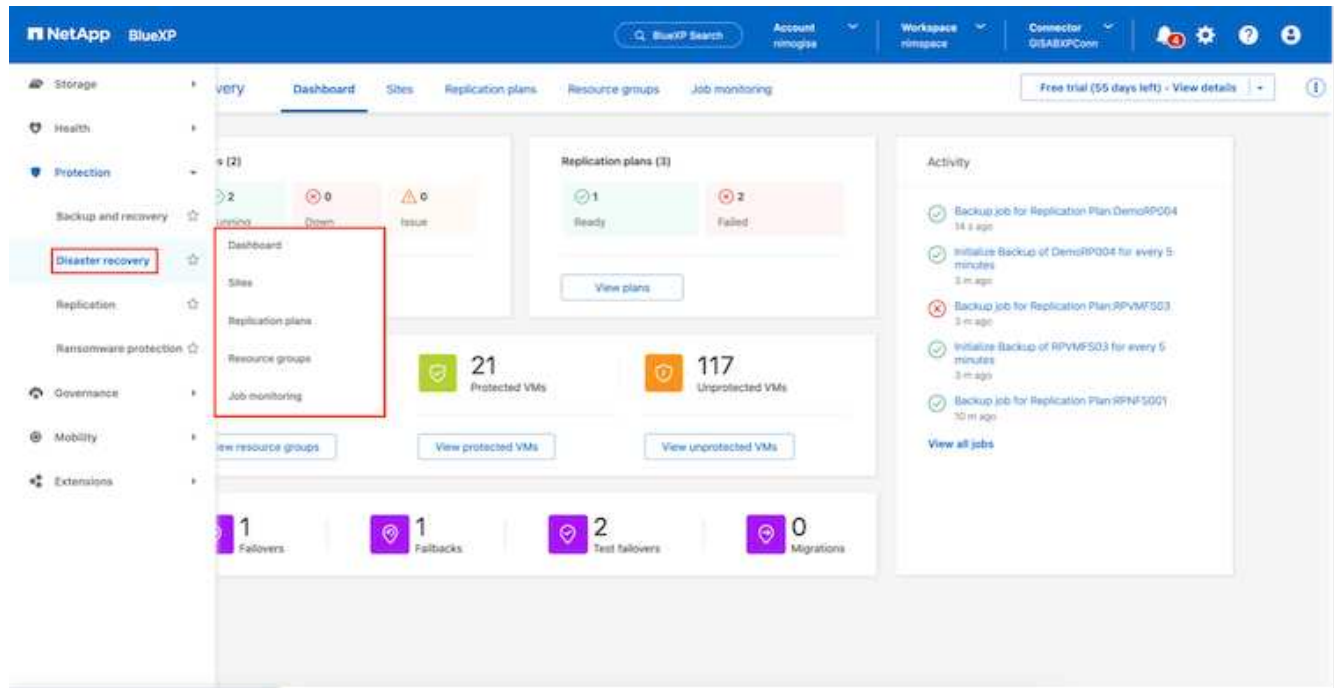 NetApp BlueXP
BlueXP Search
Account
nimogisa
Workspace
nimspace
Connector
GISABXPConn
4
Storage
Health
Protection
Backup and recovery
Disaster recovery
Replication
Ransomware protection
Governance
Mobility
Extensions
very
Dashboard
Sites
Replication plans
Resource groups
Job monitoring
Free trial (55 days left) - View details
s (2)
2
unning
0
Down
0
Issue
Dashboard
Sites
Replication plans
Resource groups
Job monitoring
Replication plans (3)
1
Ready
2
Failed
View plans
21
Protected VMs
117
Unprotected VMs
iew resource groups
View protected VMs
View unprotected VMs
1
Failovers
1
Failbacks
2
Test failovers
0
Migrations
Activity
Backup job for Replication Plan:DemoRP004
14 s ago
Initialize Backup of DemoRP004 for every 5
minutes
3 m ago
Backup job for Replication Plan:RPVMFS03
3 m ago
Initialize Backup of RPVMFS03 for every 5
minutes
3 m ago
Backup job for Replication Plan:RPNFS001
10 m ago
View all jobs